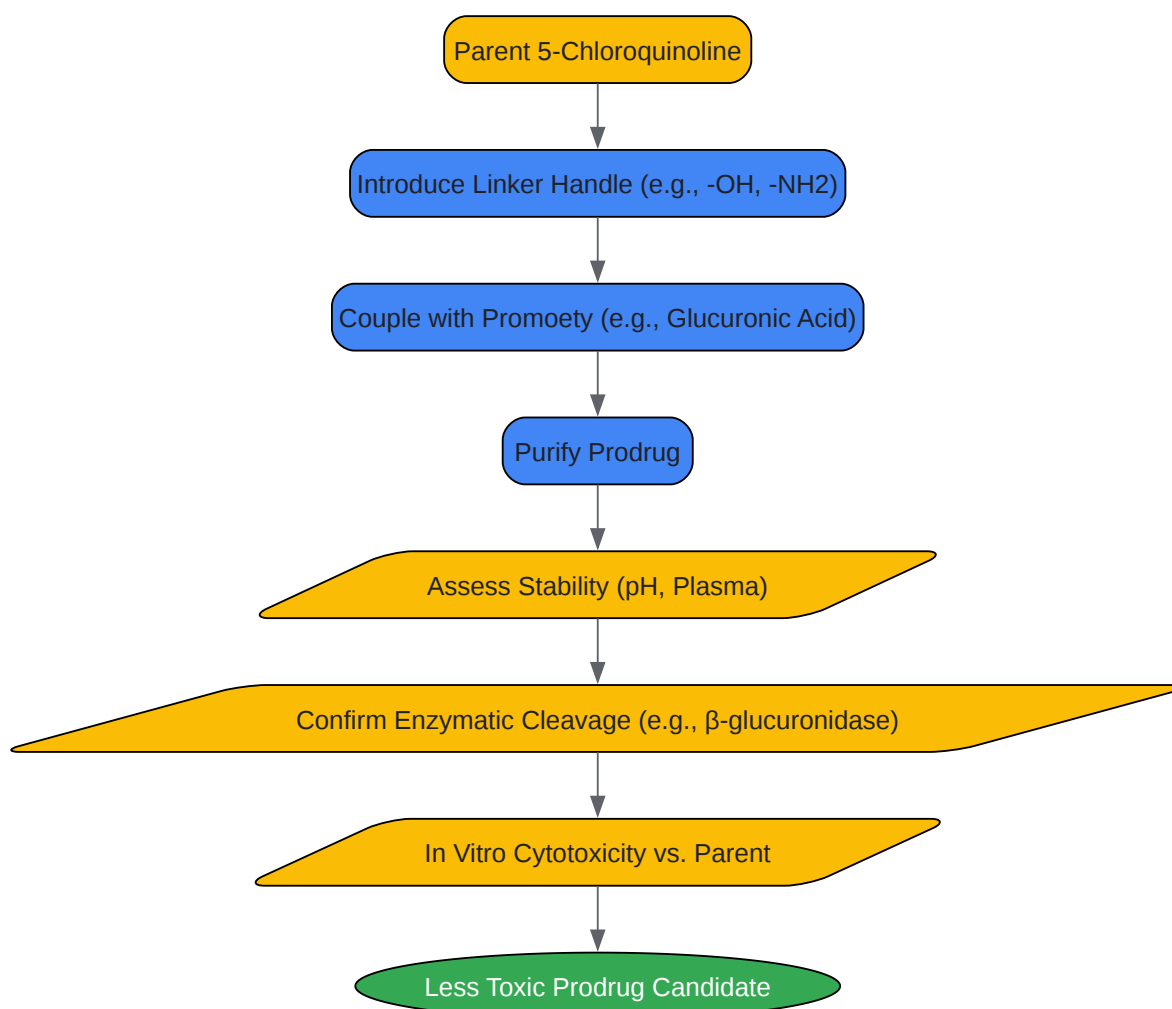 Parent 5-Chloroquinoline
Introduce Linker Handle (e.g., -OH, -NH2)
Couple with Promoety (e.g., Glucuronic Acid)
Purify Prodrug
Assess Stability (pH, Plasma)
Confirm Enzymatic Cleavage (e.g., β-glucuronidase)
In Vitro Cytotoxicity vs. Parent
Less Toxic Prodrug Candidate